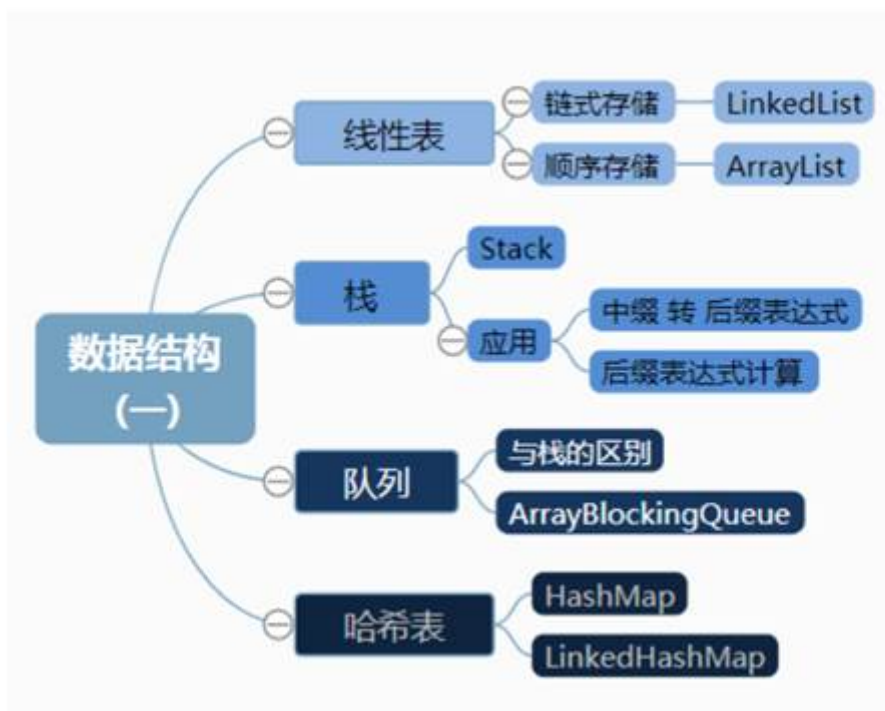 数据结构
(一)
线性表
链式存储
LinkedList
顺序存储
ArrayList
栈
Stack
应用
中缀 转 后缀表达式
后缀表达式计算
队列
与栈的区别
ArrayBlockingQueue
哈希表
HashMap
LinkedHashMap